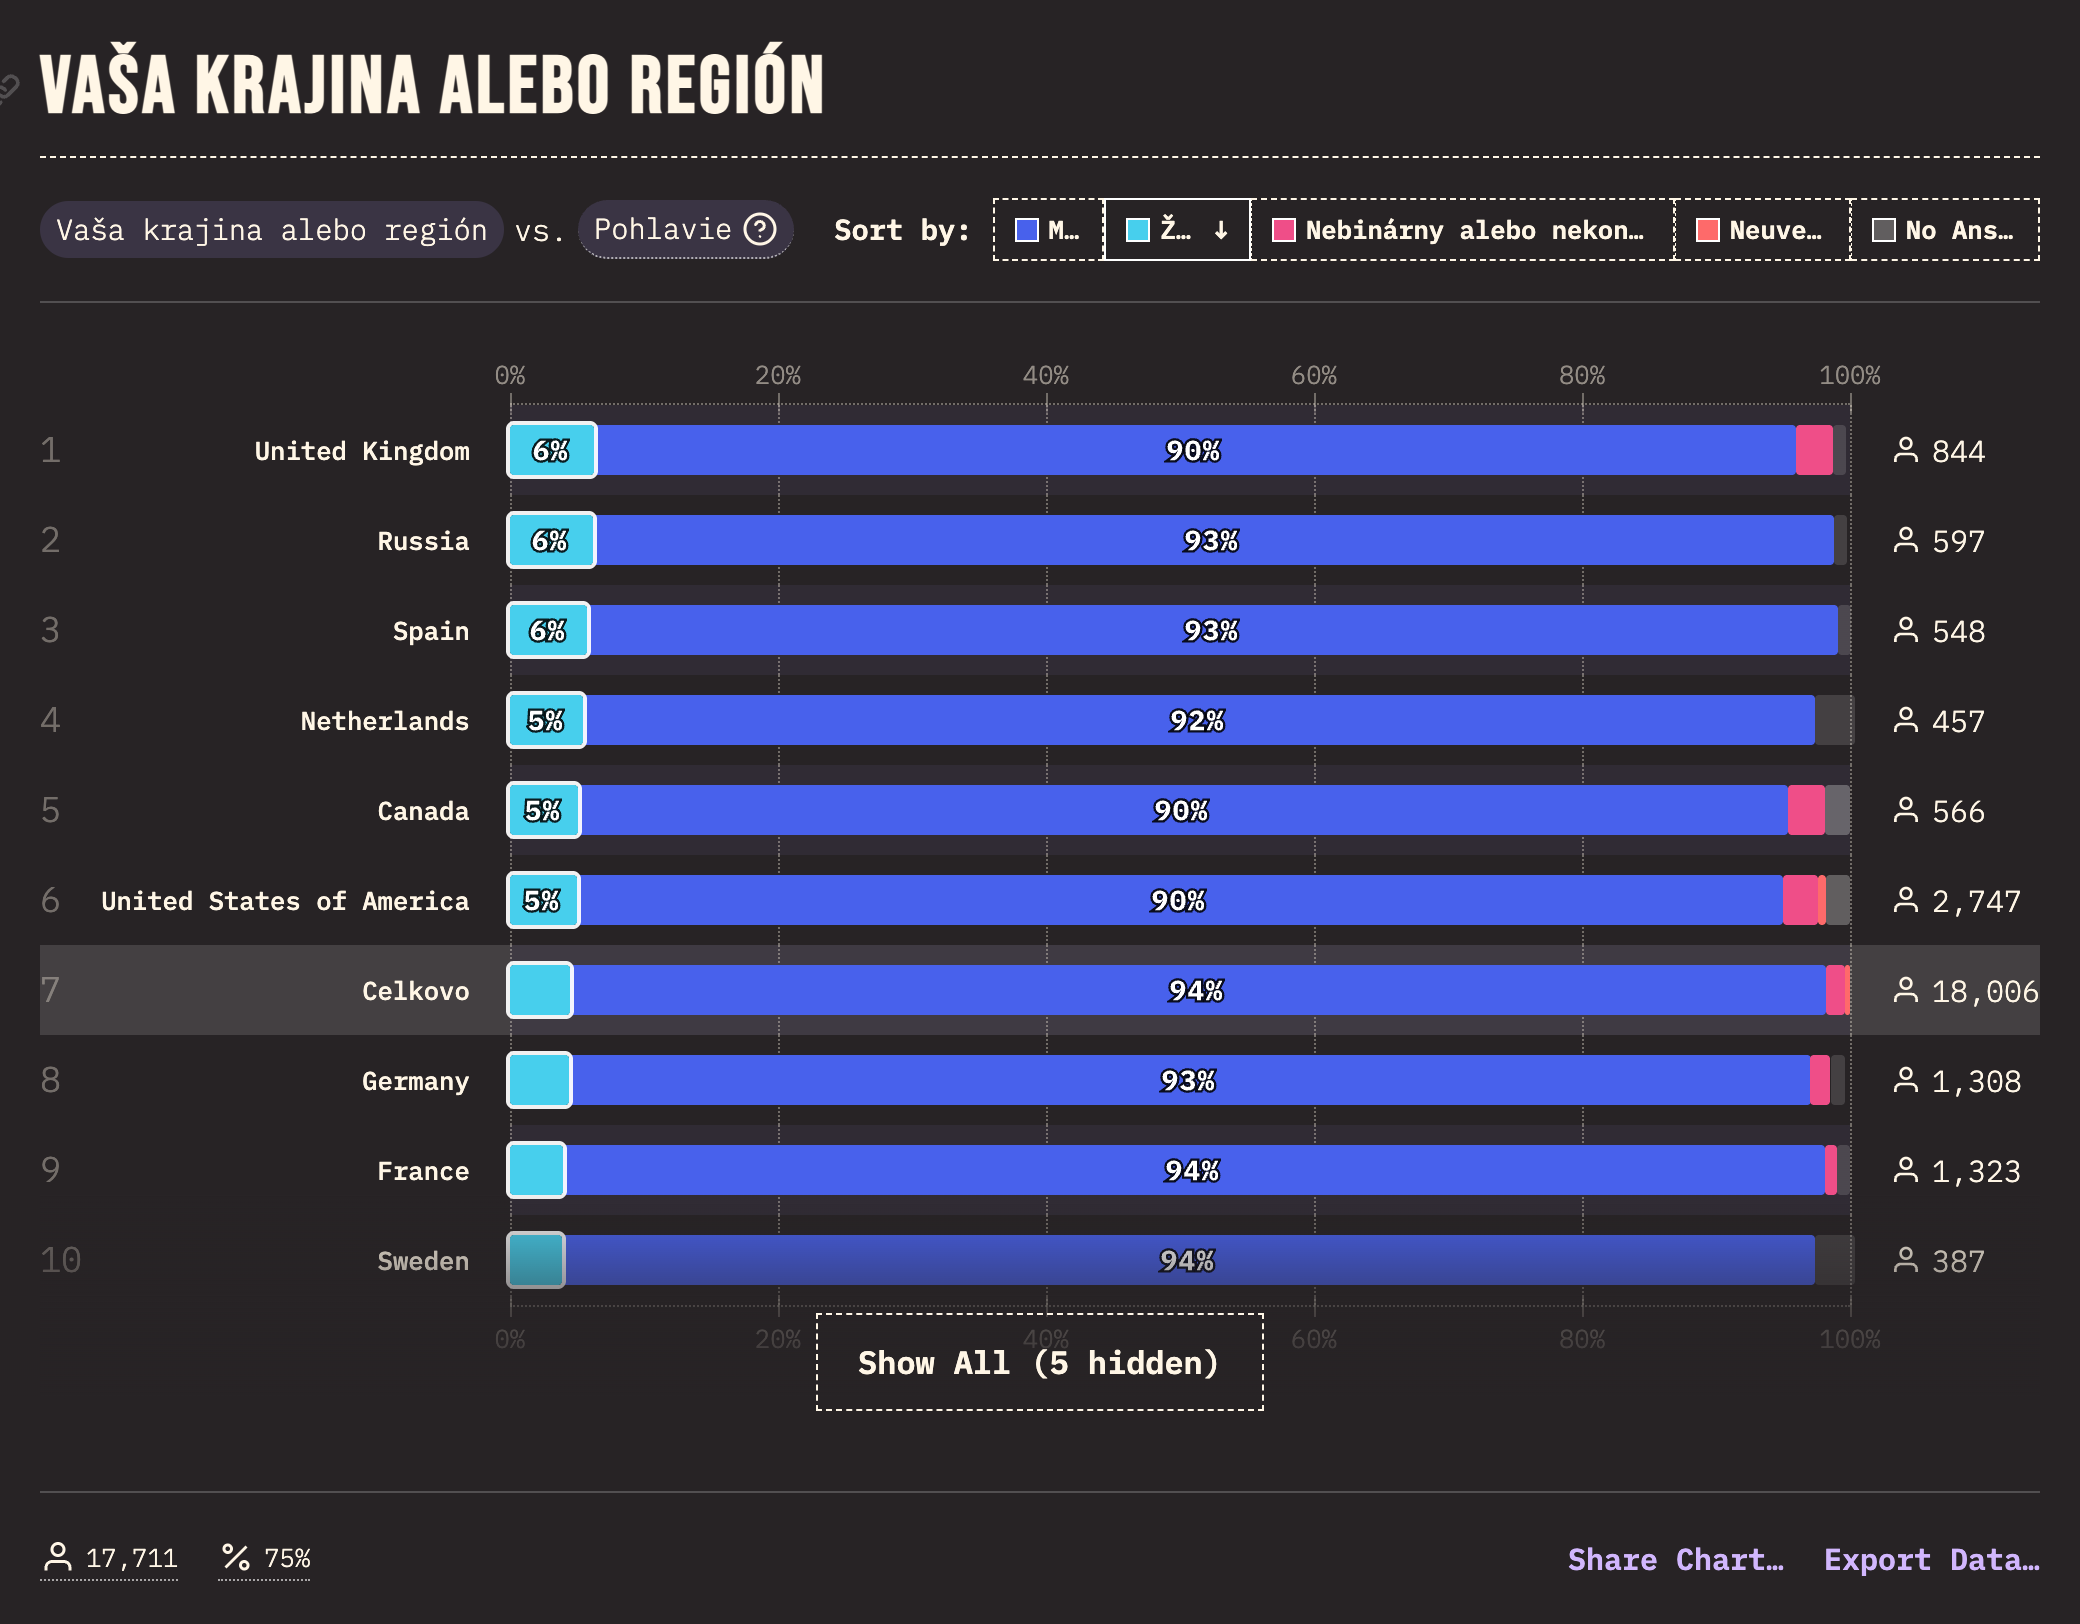 VAŠA KRAJINA ALEBO REGIÓN
Vaša krajina alebo región vs. Pohlavie Sort by: M… Ž… ↓ Nebinárny alebo nekon… Neuve… No Ans…
0% 20% 40% 60% 80% 100%
1 United Kingdom 6% 90% 844
2 Russia 6% 93% 597
3 Spain 6% 93% 548
4 Netherlands 5% 92% 457
5 Canada 5% 90% 566
6 United States of America 5% 90% 2,747
7 Celkovo 94% 18,006
8 Germany 93% 1,308
9 France 94% 1,323
10 Sweden 94% 387
0% 20% 40% 60% 80% 100%
Show All (5 hidden)
17,711 75% Share Chart… Export Data…